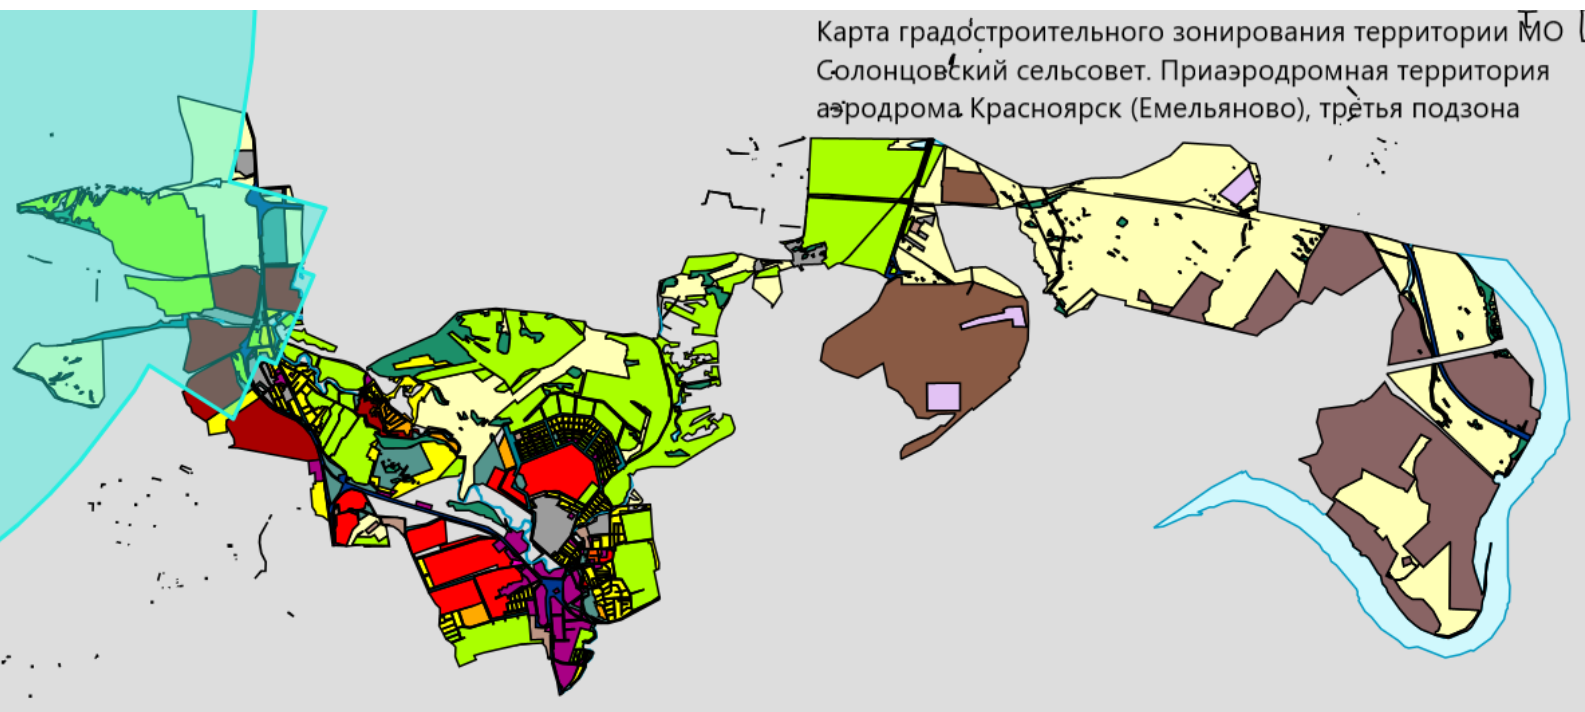 Карта градостроительного зонирования территории МО
Солонцовский сельсовет. Приаэродромная территория
аэродрома Красноярск (Емельяново), третья подзона